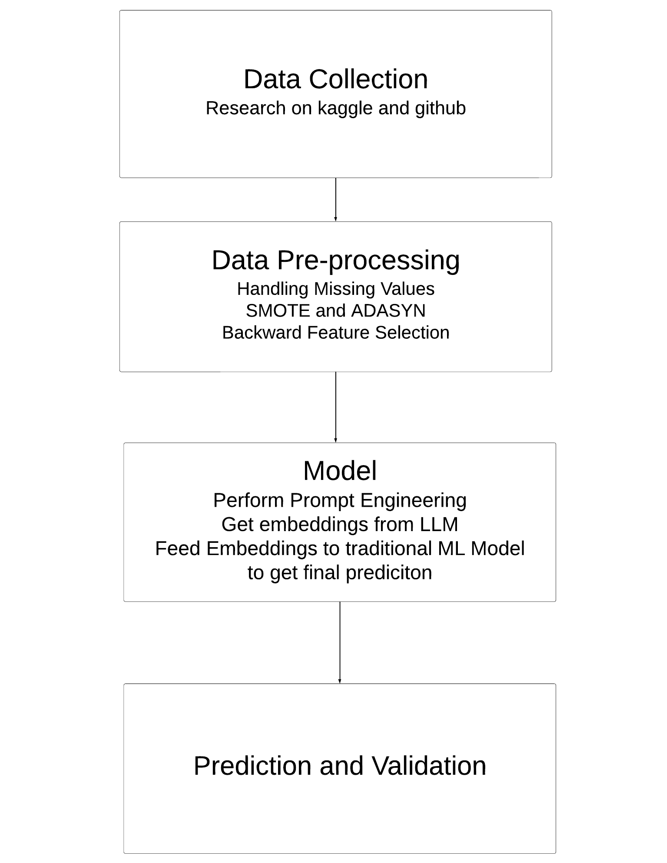 Data Collection
Research on kaggle and github
Data Pre-processing
Handling Missing Values
SMOTE and ADASYN
Backward Feature Selection
Model
Perform Prompt Engineering
Get embeddings from LLM
Feed Embeddings to traditional ML Model
to get final prediciton
Prediction and Validation